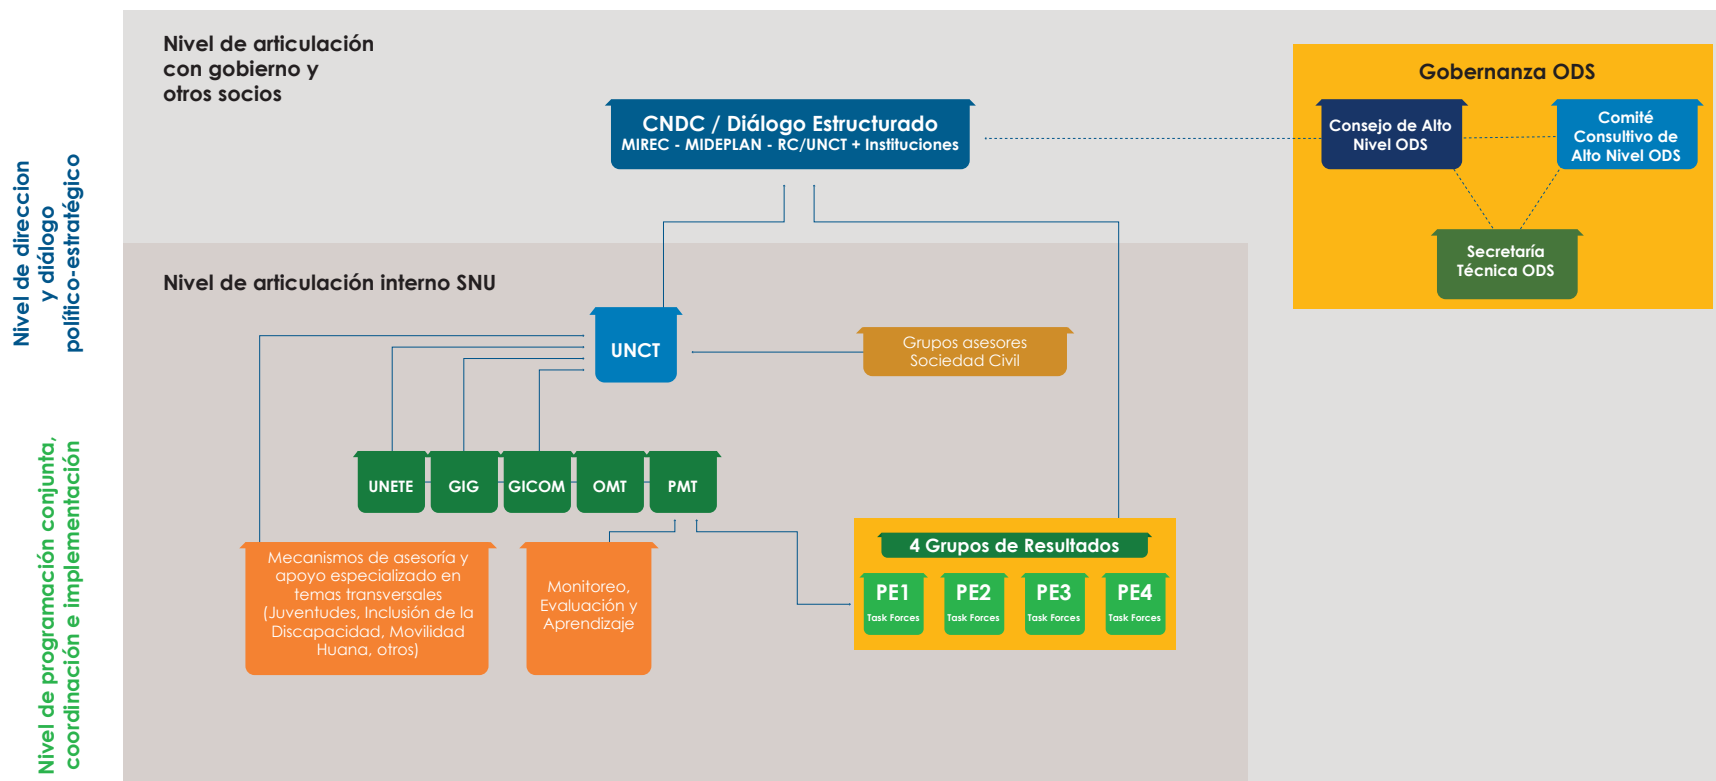 Nivel de articulación
con gobierno y
otros socios
Gobernanza ODS
CNDC / Diálogo Estructurado
MIREC - MIDEPLAN - RC/UNCT + Instituciones
Consejo de Alto
Nivel ODS
Comité
Consultivo de
Alto Nivel ODS
Secretaría
Técnica ODS
Nivel de direccion
y diálogo
político-estratégico
Nivel de articulación interno SNU
UNCT
Grupos asesores
Sociedad Civil
Nivel de programación conjunta,
coordinación e implementación
UNETE
GIG
GICOM
OMT
PMT
Mecanismos de asesoría y
apoyo especializado en
temas transversales
(Juventudes, Inclusión de la
Discapacidad, Movilidad
Huana, otros)
Monitoreo,
Evaluación y
Aprendizaje
4 Grupos de Resultados
PE1
Task Forces
PE2
Task Forces
PE3
Task Forces
PE4
Task Forces